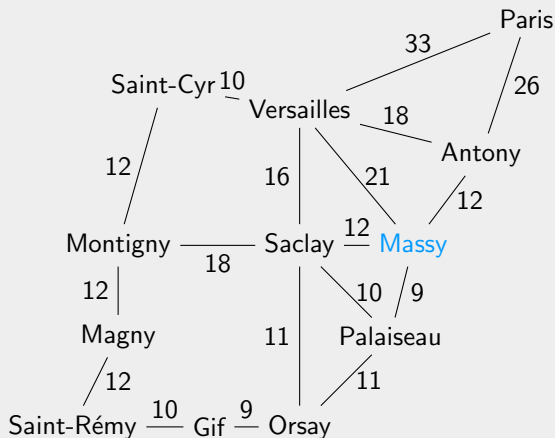 Paris
33
Saint-Cyr 10
26
Versailles
18
Antony
12
16
21
12
12
Montigny
Saclay
Massy
18
12
10
9
Magny
11
Palaiseau
12
11
10
9
Saint-Rémy
Gif
Orsay